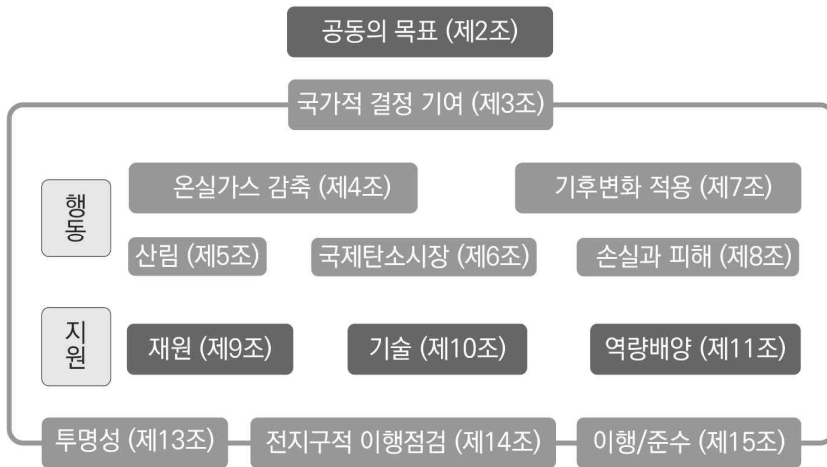 공동의 목표 (제2조)
국가적 결정 기여 (제3조)
행동
온실가스 감축 (제4조)
기후변화 적용 (제7조)
산림 (제5조)
국제탄소시장 (제6조)
손실과 피해 (제8조)
지원
재원 (제9조)
기술 (제10조)
역량배양 (제11조)
투명성 (제13조)
전지구적 이행점검 (제14조)
이행/준수 (제15조)